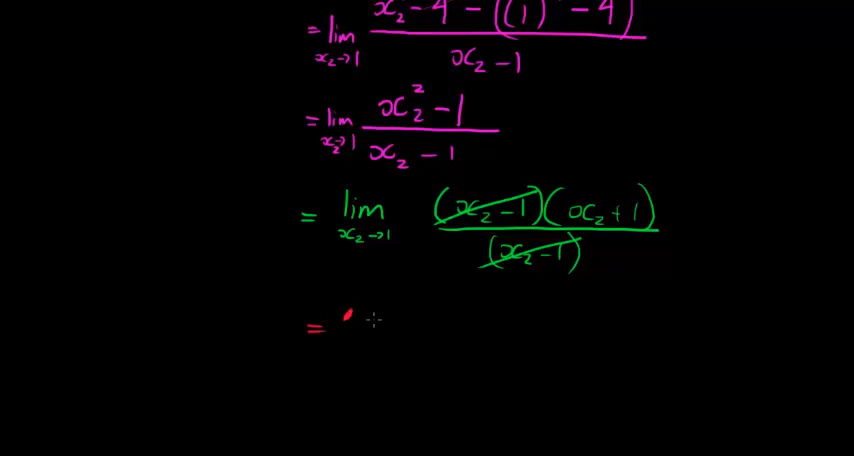 = lim x₂→1 (x₂² - 4 - ((1)² - 4)) / (x₂ - 1)
= lim x₂→1 (x₂² - 1) / (x₂ - 1)
= lim x₂→1 (x₂ - 1)(x₂ + 1) / (x₂ - 1)
=